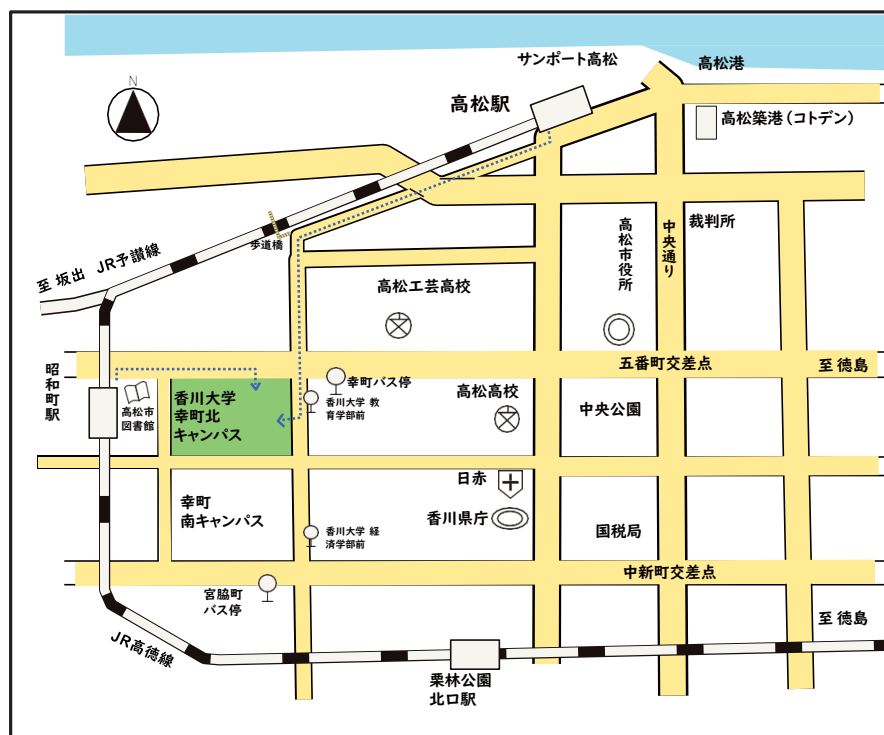 サンポート高松
高松港
N
高松駅
高松築港(コトデン)
歩道橋
至 坂出 JR予讃線
高松市役所
中央通り
裁判所
高松工芸高校
昭和町駅
五番町交差点
至 徳島
幸町バス停
高松市
図書館
香川大学
幸町北
キャンパス
香川大学 教
育学部前
高松高校
中央公園
日赤
幸町
南キャンパス
香川県庁
香川大学 経
済学部前
国税局
中新町交差点
宮脇町
バス停
至 徳島
JR高徳線
栗林公園
北口駅